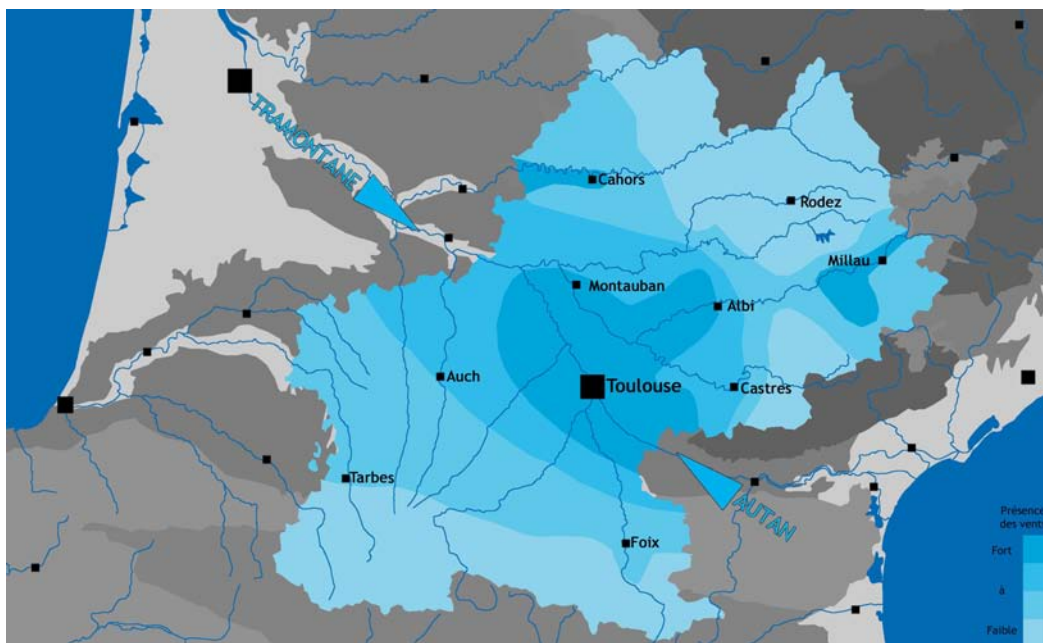 TRAMONTANE
Cahors
Rodez
Millau
Montauban
Albi
Auch
Toulouse
Castres
Tarbes
AUTAN
Foix
Présence
des vents
Fort
à
Faible